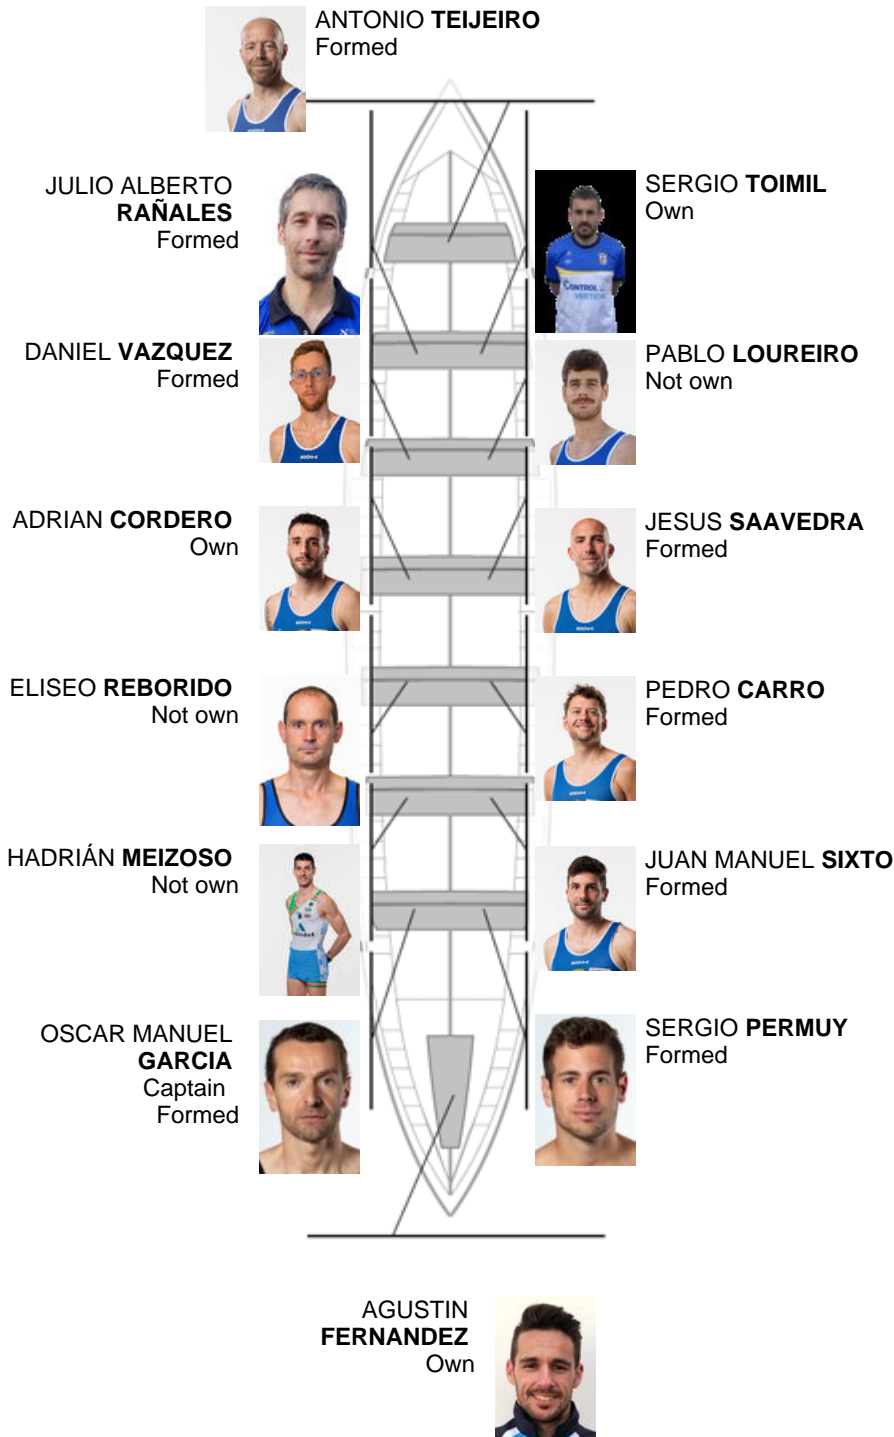 ANTONIO TEIJEIRO
Formed
JULIO ALBERTO
RAÑALES
Formed
SERGIO TOIMIL
Own
CONTROL
VERTICAL
DANIEL VAZQUEZ
Formed
PABLO LOUREIRO
Not own
ADRIAN CORDERO
Own
JESUS SAAVEDRA
Formed
ELISEO REBORIDO
Not own
PEDRO CARRO
Formed
HADRIÁN MEIZOSO
Not own
JUAN MANUEL SIXTO
Formed
OSCAR MANUEL
GARCIA
Captain
Formed
SERGIO PERMUY
Formed
AGUSTIN
FERNANDEZ
Own